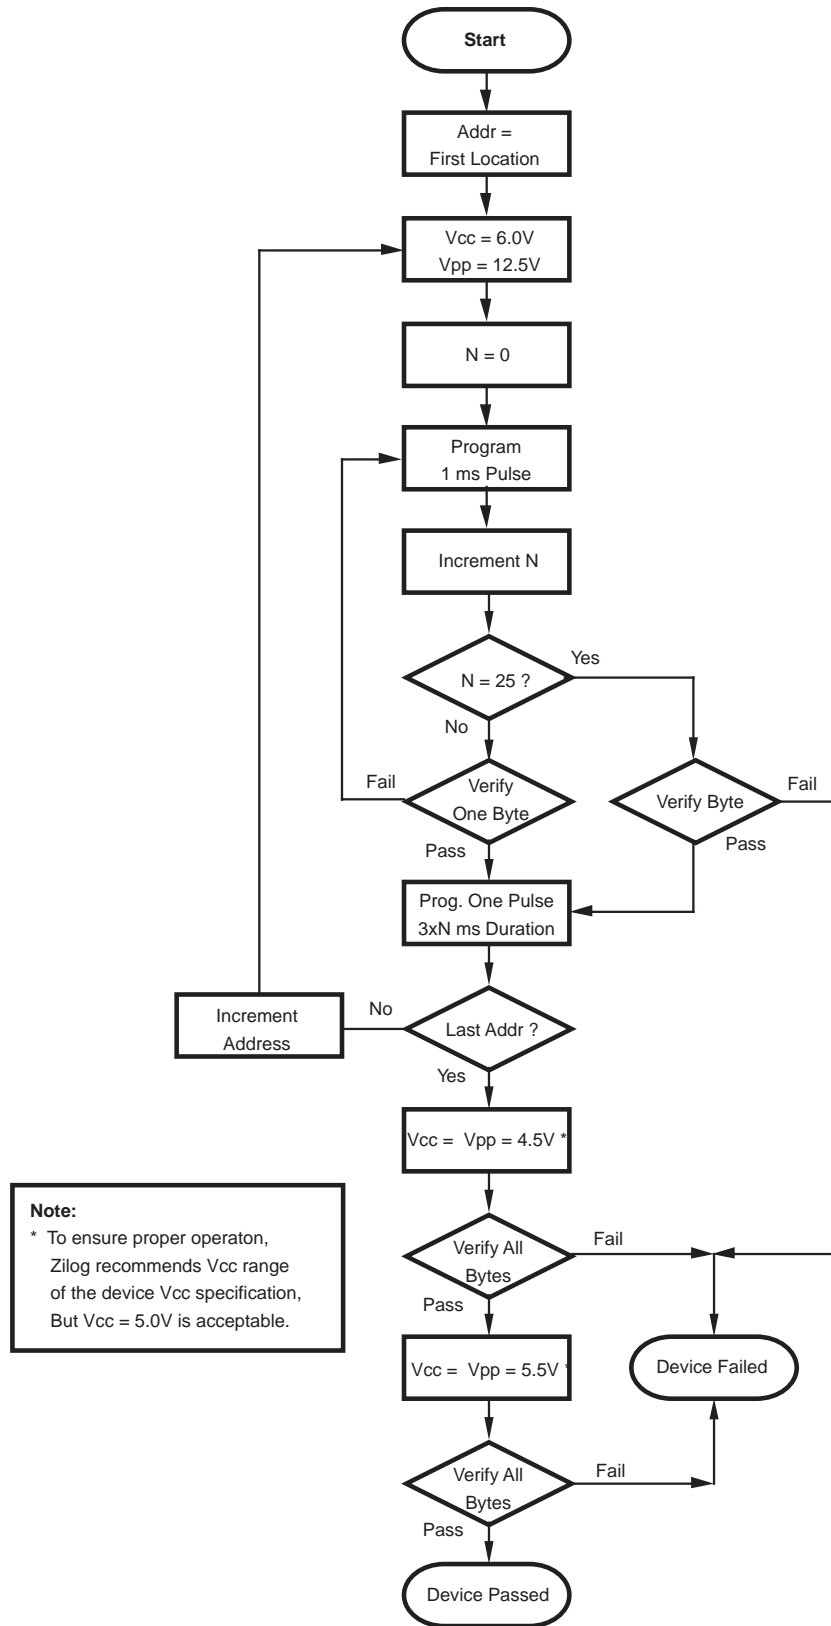 Start
Addr =
First Location
Vcc = 6.0V
Vpp = 12.5V
N = 0
Program
1 ms Pulse
Increment N
N = 25 ?
Yes
No
Verify
One Byte
Fail
Pass
Verify Byte
Fail
Pass
Prog. One Pulse
3xN ms Duration
Last Addr ?
No
Yes
Increment
Address
Vcc = Vpp = 4.5V *
Verify All
Bytes
Fail
Pass
Note:
* To ensure proper operaton,
Zilog recommends Vcc range
of the device Vcc specification,
But Vcc = 5.0V is acceptable.
Vcc = Vpp = 5.5V *
Device Failed
Verify All
Bytes
Fail
Pass
Device Passed